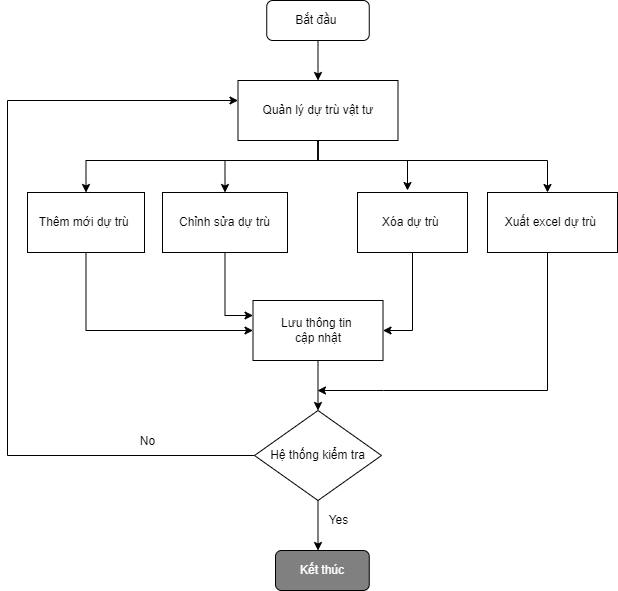 Bắt đầu
Quản lý dự trù vật tư
Thêm mới dự trù
Chỉnh sửa dự trù
Xóa dự trù
Xuất excel dự trù
Lưu thông tin
cập nhật
Hệ thống kiểm tra
No
Yes
Kết thúc